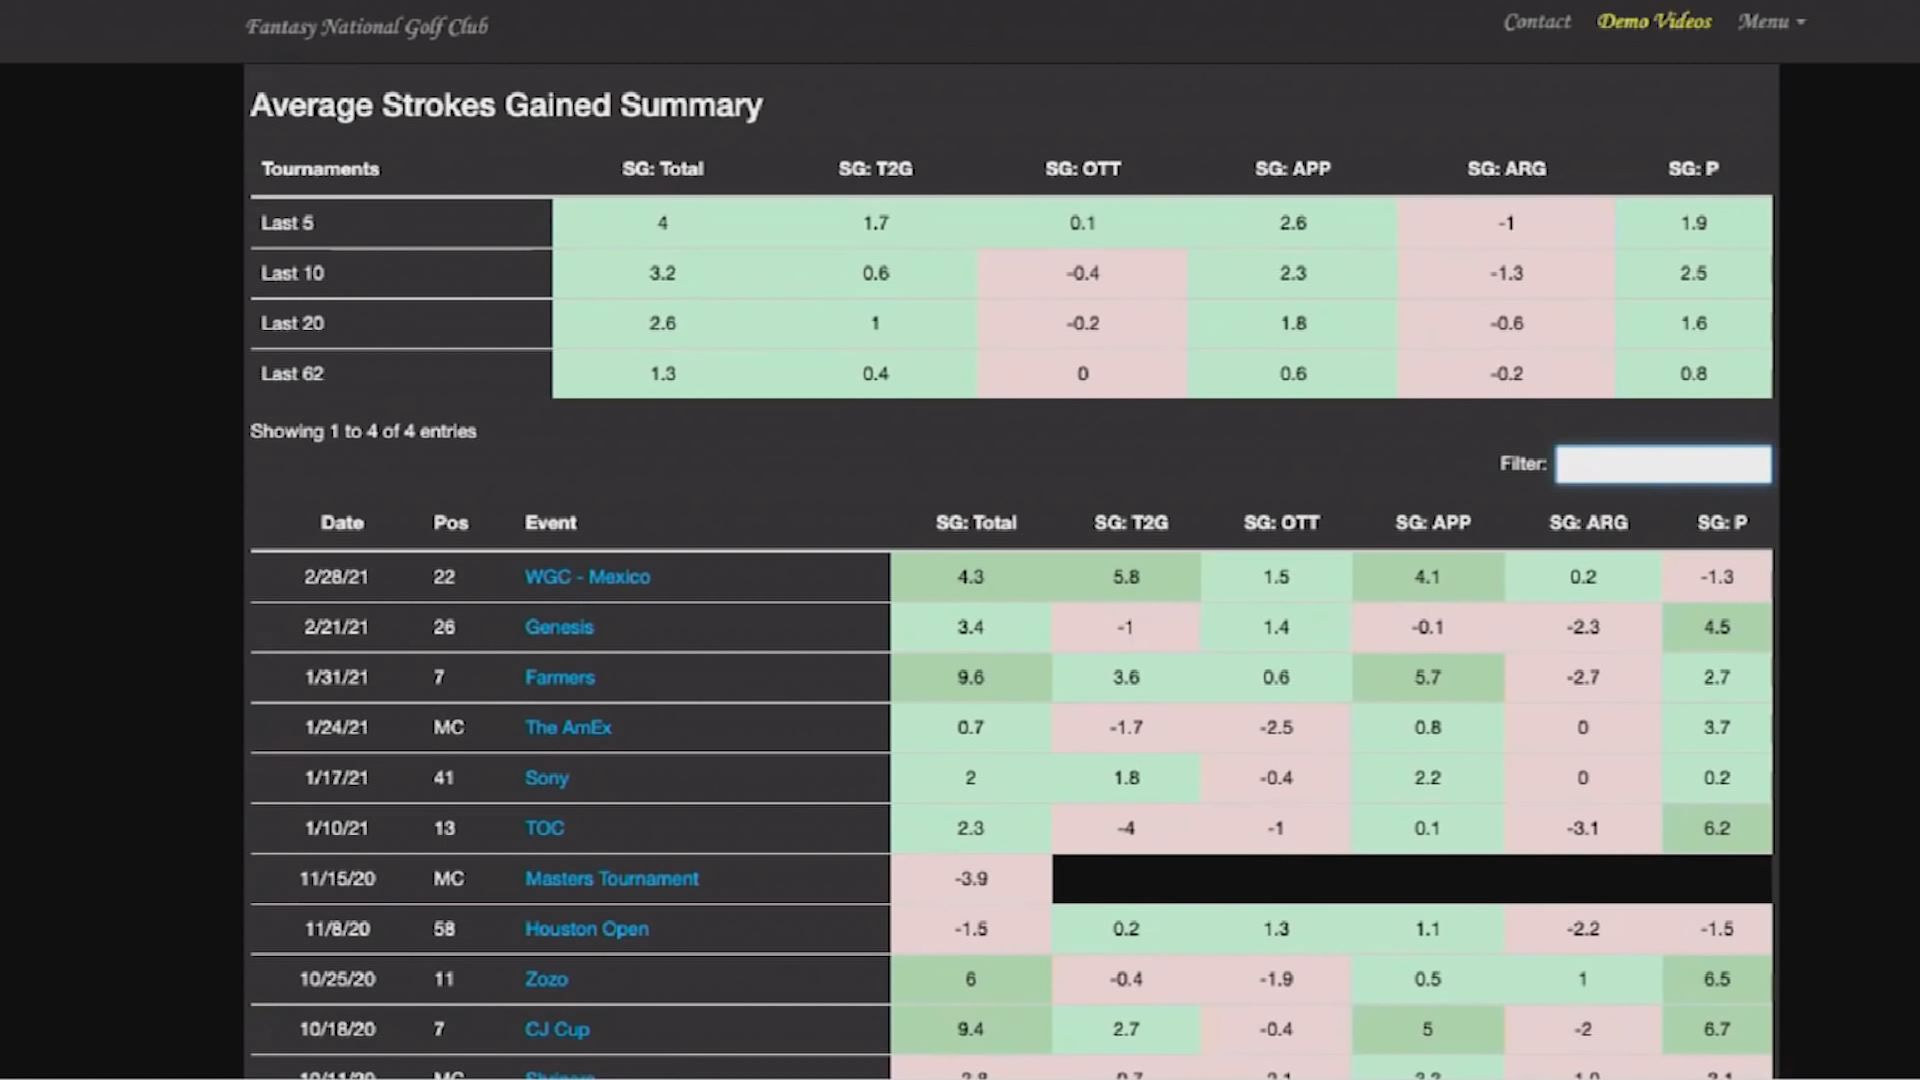 Fantasy National Golf Club Contact Demo Videos Menu
Average Strokes Gained Summary
Tournaments SG: Total SG: T2G SG: OTT SG: APP SG: ARG SG: P
Last 5 4 1.7 0.1 2.6 -1 1.9
Last 10 3.2 0.6 -0.4 2.3 -1.3 2.5
Last 20 2.6 1 -0.2 1.8 -0.6 1.6
Last 62 1.3 0.4 0 0.6 -0.2 0.8
Showing 1 to 4 of 4 entries
Filter:
Date Pos Event SG: Total SG: T2G SG: OTT SG: APP SG: ARG SG: P
2/28/21 22 WGC - Mexico 4.3 5.8 1.5 4.1 0.2 -1.3
2/21/21 26 Genesis 3.4 -1 1.4 -0.1 -2.3 4.5
1/31/21 7 Farmers 9.6 3.6 0.6 5.7 -2.7 2.7
1/24/21 MC The AmEx 0.7 -1.7 -2.5 0.8 0 3.7
1/17/21 41 Sony 2 1.8 -0.4 2.2 0 0.2
1/10/21 13 TOC 2.3 -4 -1 0.1 -3.1 6.2
11/15/20 MC Masters Tournament -3.9
11/8/20 58 Houston Open -1.5 0.2 1.3 1.1 -2.2 -1.5
10/25/20 11 Zozo 6 -0.4 -1.9 0.5 1 6.5
10/18/20 7 CJ Cup 9.4 2.7 -0.4 5 -2 6.7